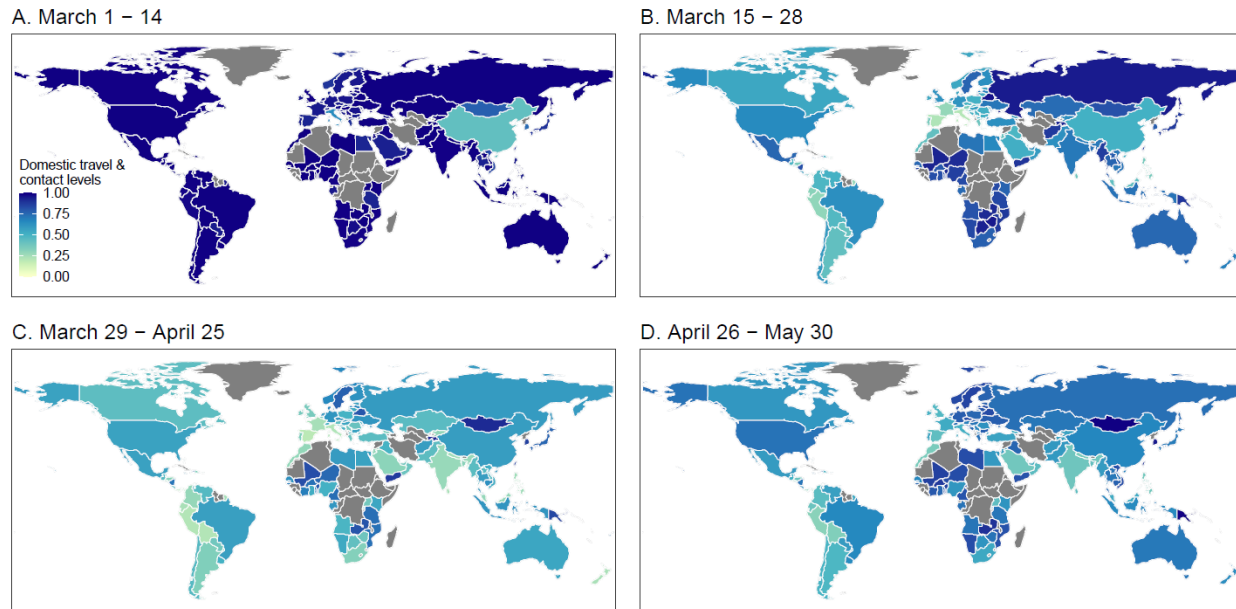 A. March 1 − 14
B. March 15 − 28
Domestic travel &
contact levels
1.00
0.75
0.50
0.25
0.00
C. March 29 − April 25
D. April 26 − May 30